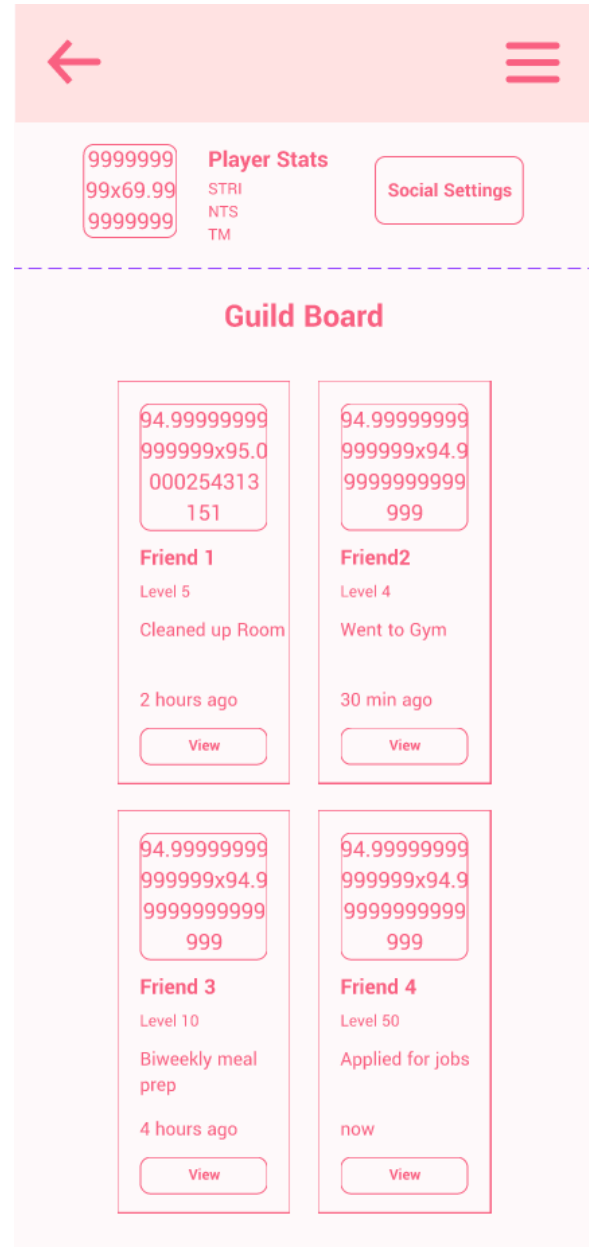 9999999
99x69.99
9999999
Player Stats
STRI
NTS
TM
Social Settings
Guild Board
94.99999999
999999x95.0
000254313
151
Friend 1
Level 5
Cleaned up Room
2 hours ago
View
94.99999999
999999x94.9
9999999999
999
Friend2
Level 4
Went to Gym
30 min ago
View
94.99999999
999999x94.9
9999999999
999
Friend 3
Level 10
Biweekly meal
prep
4 hours ago
View
94.99999999
999999x94.9
9999999999
999
Friend 4
Level 50
Applied for jobs
now
View